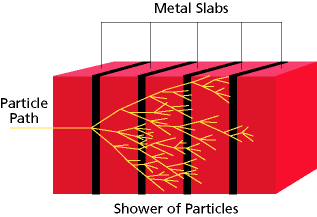 Metal Slabs
Particle
Path
Shower of Particles